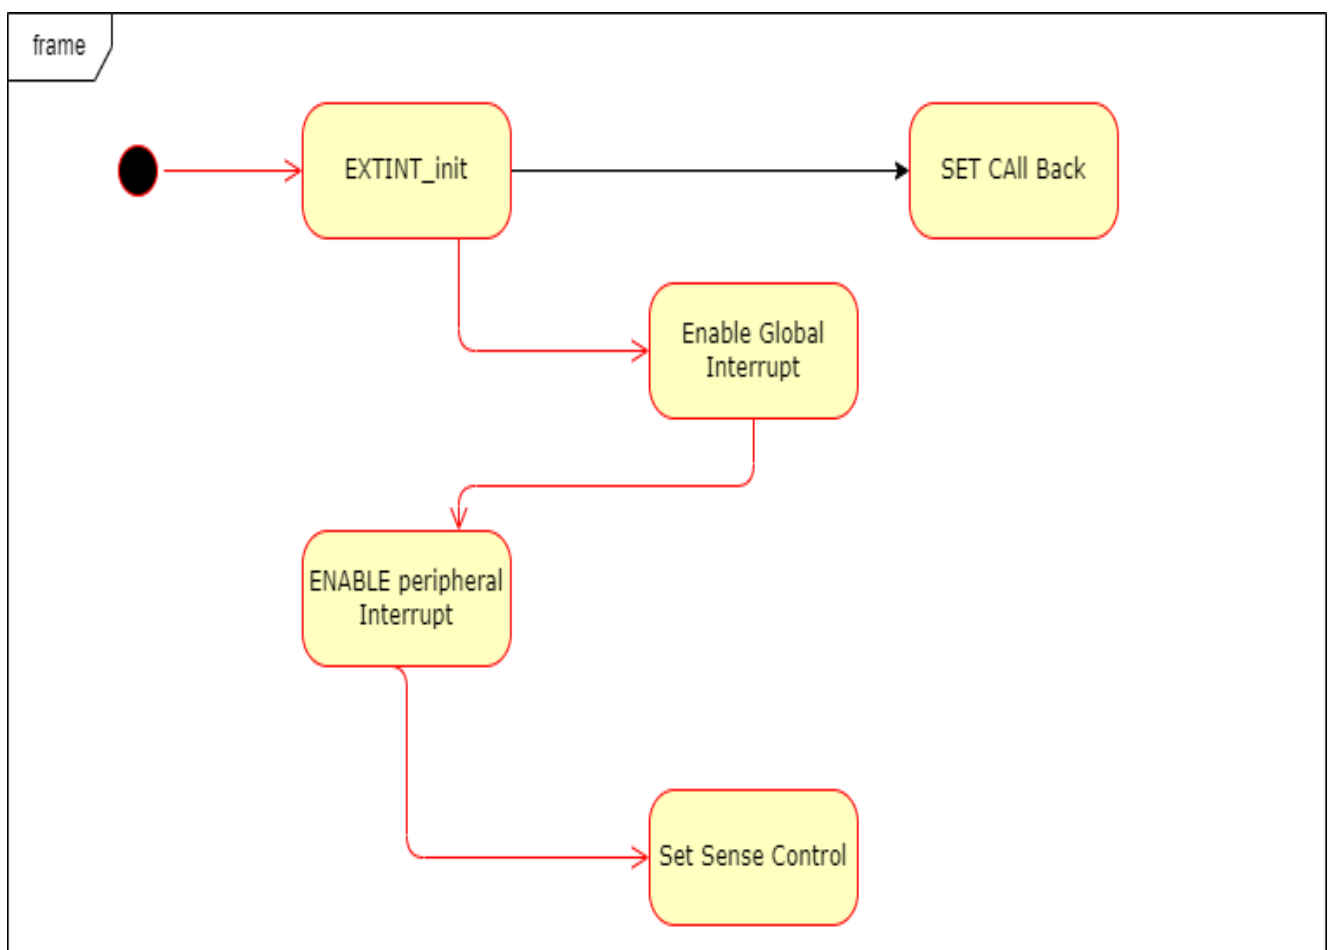 frame
EXTINT_init
SET CAll Back
Enable Global
Interrupt
ENABLE peripheral
Interrupt
Set Sense Control